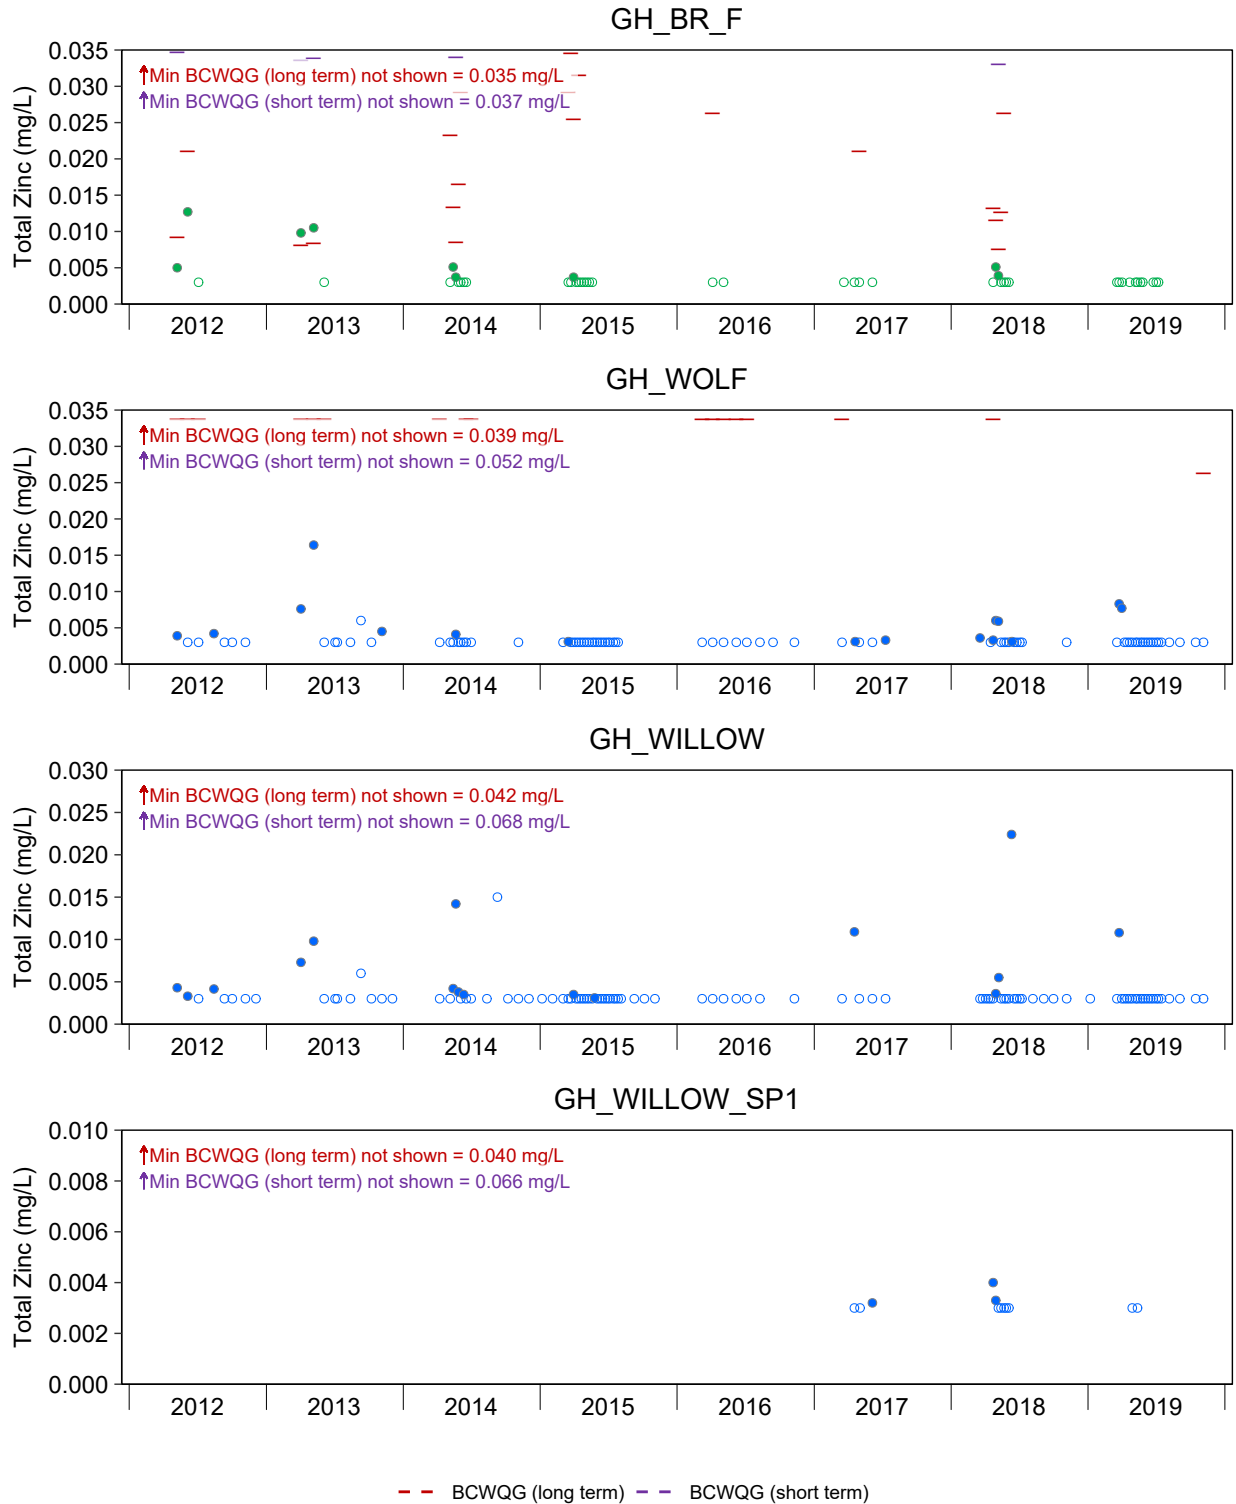 GH_BR_F
Total Zinc (mg/L)
0.035
0.030
0.025
0.020
0.015
0.010
0.005
0.000
Min BCWQG (long term) not shown = 0.035 mg/L
Min BCWQG (short term) not shown = 0.037 mg/L
2012 2013 2014 2015 2016 2017 2018 2019
GH_WOLF
Total Zinc (mg/L)
0.035
0.030
0.025
0.020
0.015
0.010
0.005
0.000
Min BCWQG (long term) not shown = 0.039 mg/L
Min BCWQG (short term) not shown = 0.052 mg/L
2012 2013 2014 2015 2016 2017 2018 2019
GH_WILLOW
Total Zinc (mg/L)
0.030
0.025
0.020
0.015
0.010
0.005
0.000
Min BCWQG (long term) not shown = 0.042 mg/L
Min BCWQG (short term) not shown = 0.068 mg/L
2012 2013 2014 2015 2016 2017 2018 2019
GH_WILLOW_SP1
Total Zinc (mg/L)
0.010
0.008
0.006
0.004
0.002
0.000
Min BCWQG (long term) not shown = 0.040 mg/L
Min BCWQG (short term) not shown = 0.066 mg/L
2012 2013 2014 2015 2016 2017 2018 2019
BCWQG (long term) BCWQG (short term)